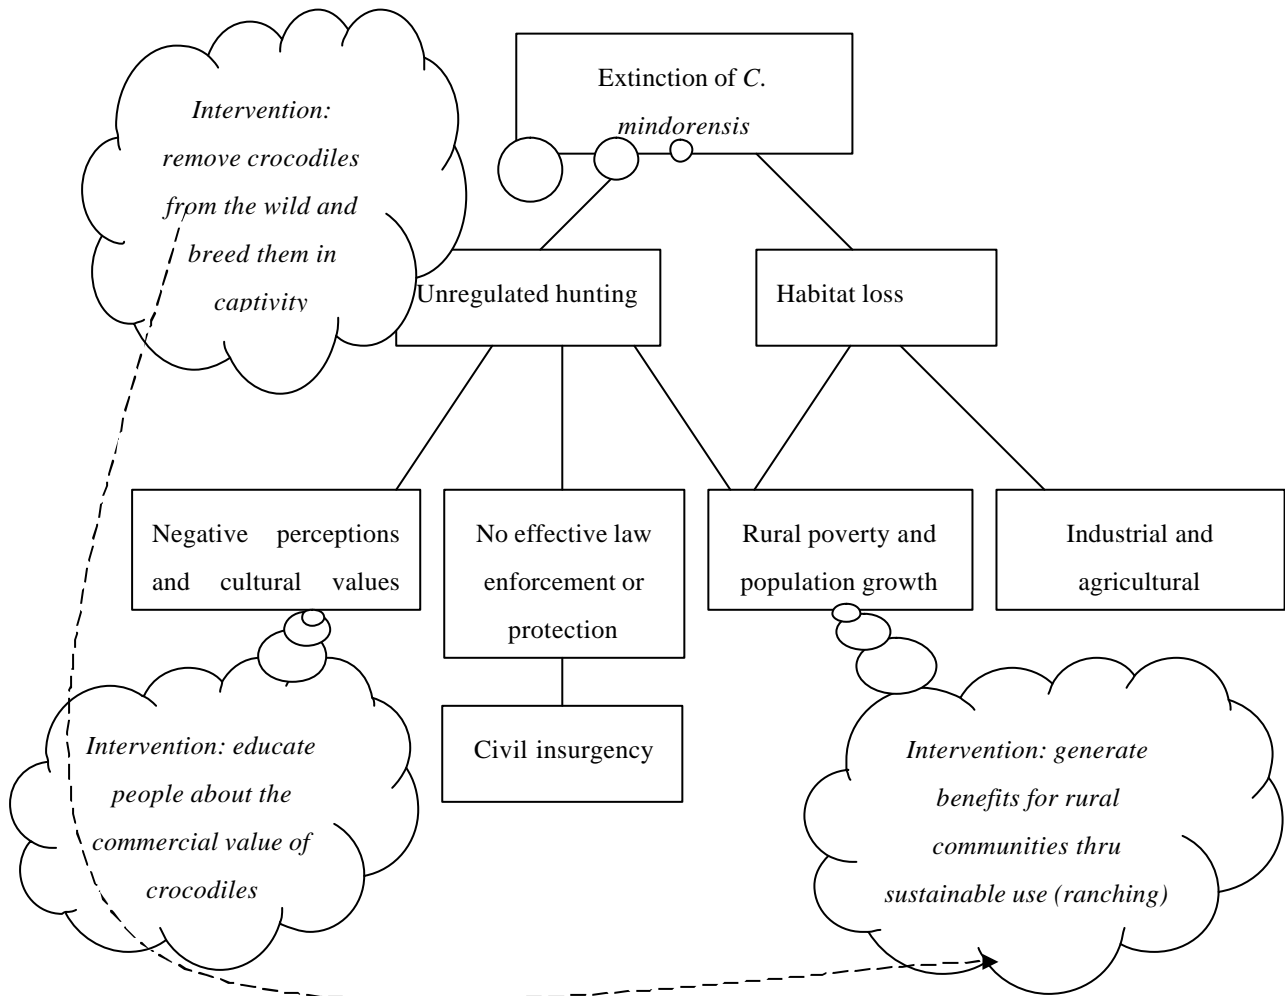 Extinction of C.
mindorensis
Intervention:
remove crocodiles
from the wild and
breed them in
captivity
Unregulated hunting
Habitat loss
Negative perceptions
and cultural values
No effective law
enforcement or
protection
Rural poverty and
population growth
Industrial and
agricultural
Civil insurgency
Intervention: educate
people about the
commercial value of
crocodiles
Intervention: generate
benefits for rural
communities thru
sustainable use (ranching)